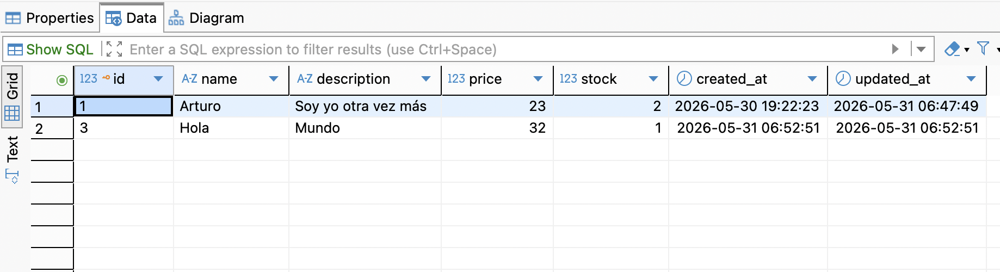 Properties Data Diagram
Show SQL Enter a SQL expression to filter results (use Ctrl+Space)
Grid
Text
123 id A-Z name A-Z description 123 price 123 stock created_at updated_at
1 1 Arturo Soy yo otra vez más 23 2 2026-05-30 19:22:23 2026-05-31 06:47:49
2 3 Hola Mundo 32 1 2026-05-31 06:52:51 2026-05-31 06:52:51